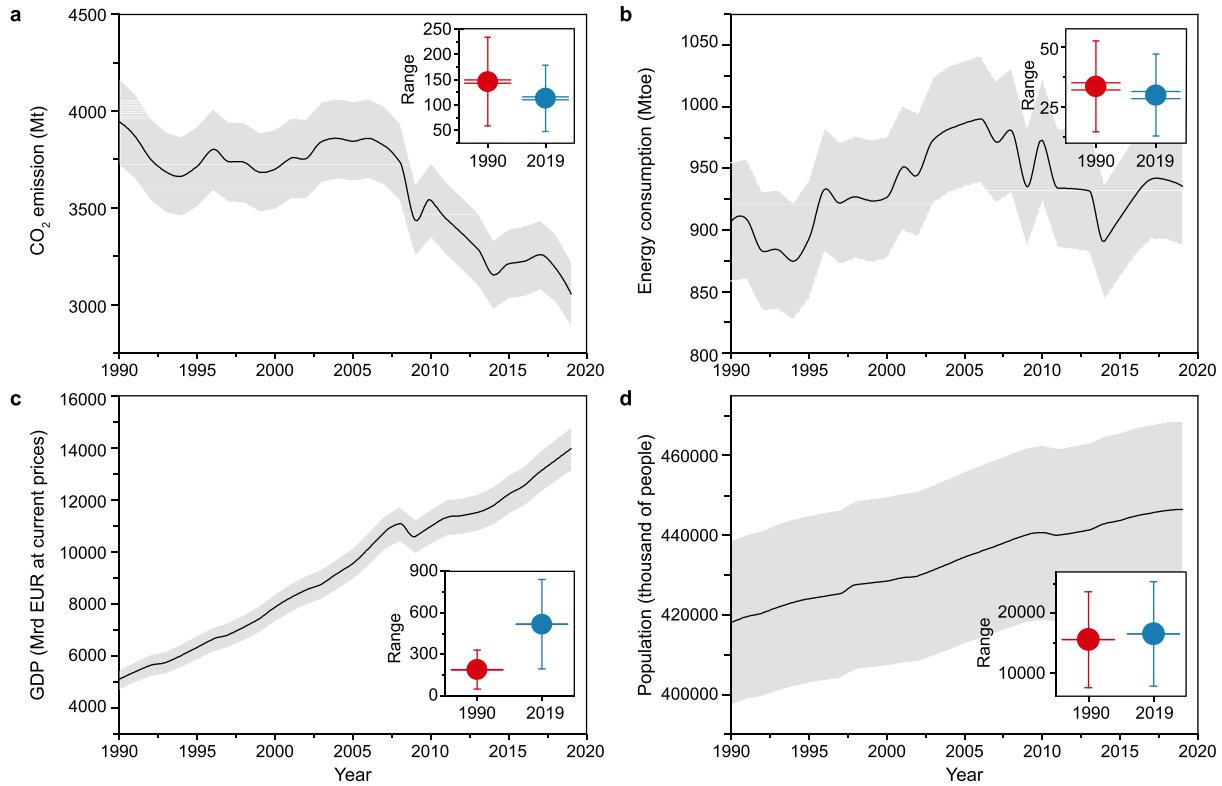 a
4500
4000
3500
3000
CO2 emission (Mt)
1990 1995 2000 2005 2010 2015 2020
250
200
150
100
50
Range
1990 2019
b
1075
1000
975
950
925
900
875
850
800
Energy consumption (Mtoe)
1990 1995 2000 2005 2010 2015 2020
50
25
Range
1990 2019
c
16000
14000
12000
10000
8000
6000
4000
GDP (Mrd EUR at current prices)
1990 1995 2000 2005 2010 2015 2020
Year
900
600
300
0
Range
1990 2019
d
460000
440000
420000
400000
Population (thousand of people)
1990 1995 2000 2005 2010 2015 2020
Year
20000
10000
Range
1990 2019